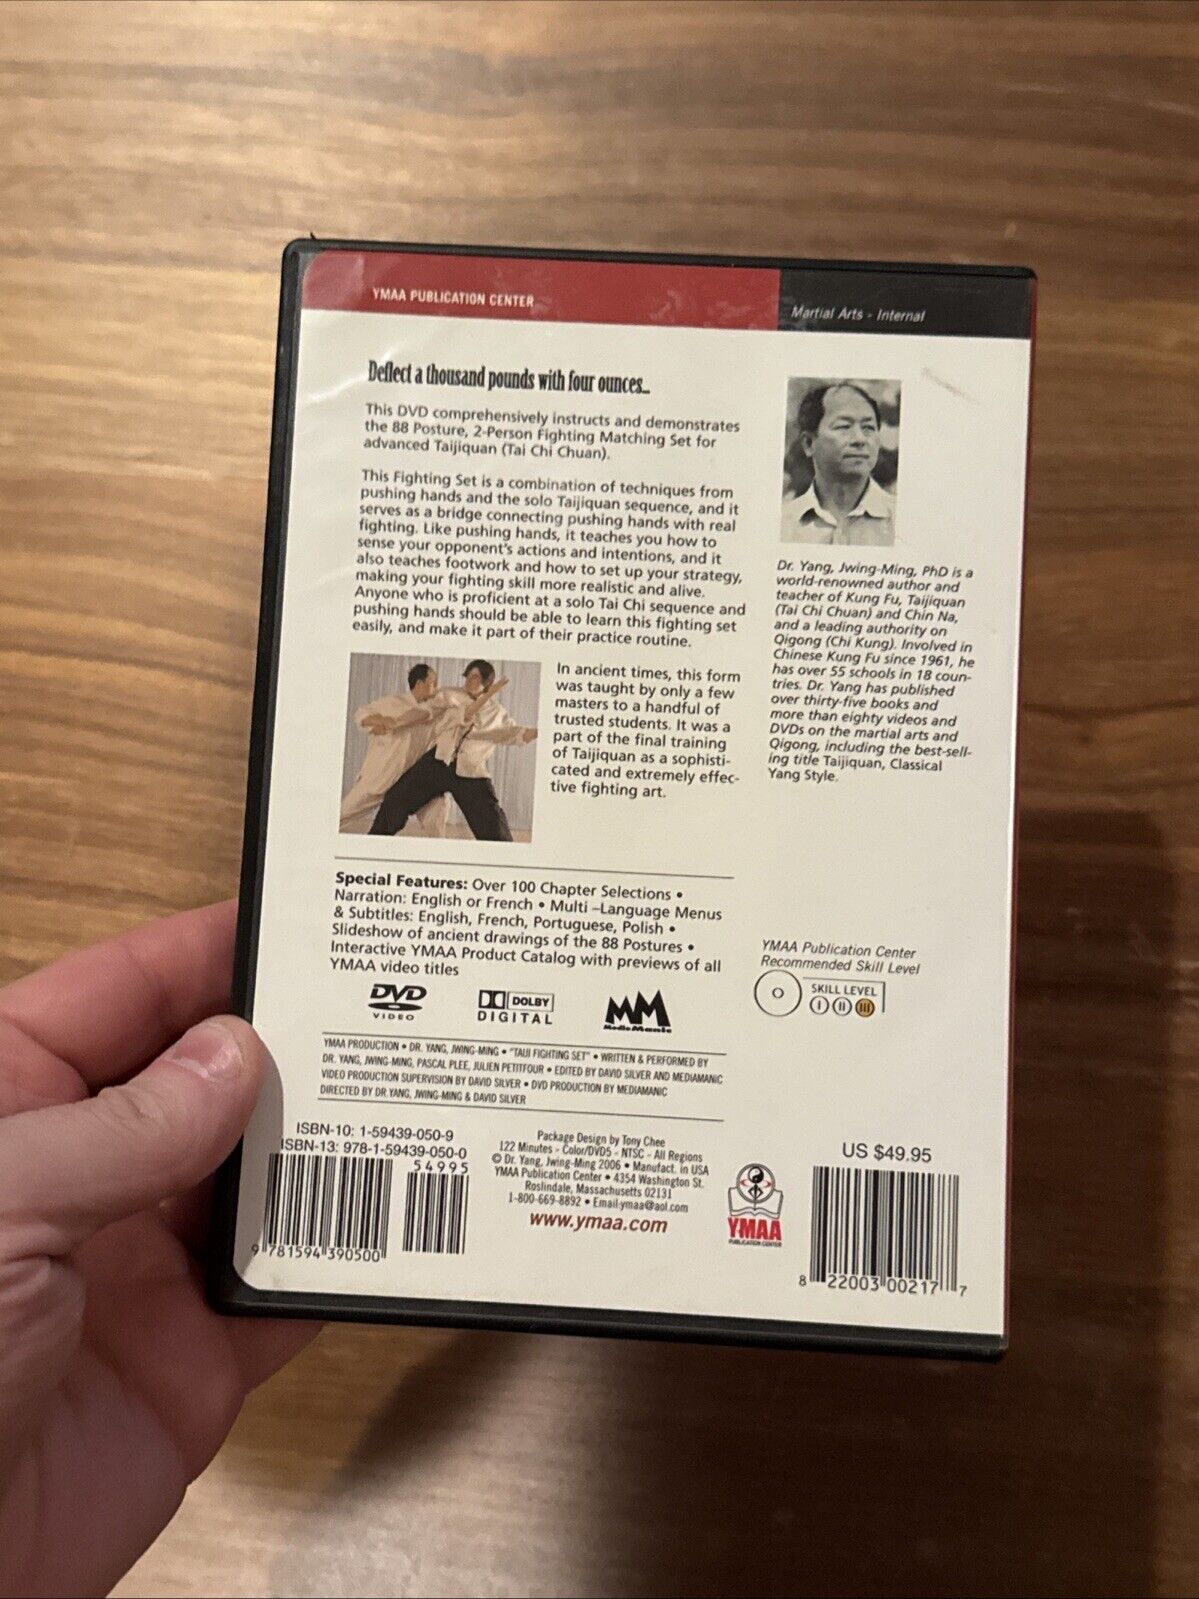 YMAA PUBLICATION CENTER
Martial Arts - Internal
Deflect a thousand pounds with four ounces...
This DVD comprehensively instructs and demonstrates
the 88 Posture, 2-Person Fighting Matching Set for
advanced Taijiquan (Tai Chi Chuan).
This Fighting Set is a combination of techniques from
pushing hands and the solo Taijiquan sequence, and it
serves as a bridge connecting pushing hands with real
fighting. Like pushing hands, it teaches you how to
sense your opponent's actions and intentions, and it
also teaches footwork and how to set up your strategy,
making your fighting skill more realistic and alive.
Anyone who is proficient at a solo Tai Chi sequence and
pushing hands should be able to learn this fighting set
easily, and make it part of their practice routine.
In ancient times, this form
was taught by only a few
masters to a handful of
trusted students. It was a
part of the final training
of Taijiquan as a sophisti-
cated and extremely effec-
tive fighting art.
Dr. Yang, Jwing-Ming, PhD is a
world-renowned author and
teacher of Kung Fu, Taijiquan
(Tai Chi Chuan) and Chin Na,
and a leading authority on
Qigong (Chi Kung). Involved in
Chinese Kung Fu since 1961, he
has over 55 schools in 18 coun-
tries. Dr. Yang has published
over thirty-five books and
more than eighty videos and
DVDs on the martial arts and
Qigong, including the best-sell-
ing title Taijiquan, Classical
Yang Style.
Special Features: Over 100 Chapter Selections •
Narration: English or French • Multi –Language Menus
& Subtitles: English, French, Portuguese, Polish •
Slideshow of ancient drawings of the 88 Postures •
Interactive YMAA Product Catalog with previews of all
YMAA video titles
YMAA Publication Center
Recommended Skill Level
O
SKILL LEVEL
I II III
DVD
VIDEO
DOLBY
DIGITAL
MM
MediaManic
YMAA PRODUCTION • DR. YANG, JWING-MING • "TAIJI FIGHTING SET" • WRITTEN & PERFORMED BY
DR. YANG, JWING-MING, PASCAL PLEE, JULIEN PETITFOUR • EDITED BY DAVID SILVER AND MEDIAMANIC
VIDEO PRODUCTION SUPERVISION BY DAVID SILVER • DVD PRODUCTION BY MEDIAMANIC
DIRECTED BY DR.YANG, JWING-MING & DAVID SILVER
ISBN-10: 1-59439-050-9
ISBN-13: 978-1-59439-050-0
54995
9 781594 390500
Package Design by Tony Chee
122 Minutes - Color/DVD5 - NTSC - All Regions
© Dr. Yang, Jwing-Ming 2006 • Manufact. in USA
YMAA Publication Center • 4354 Washington St.
Roslindale, Massachusetts 02131
1-800-669-8892 • Email:ymaa@aol.com
www.ymaa.com
YMAA
PUBLICATION CENTER
US $49.95
8 22003 00217 7